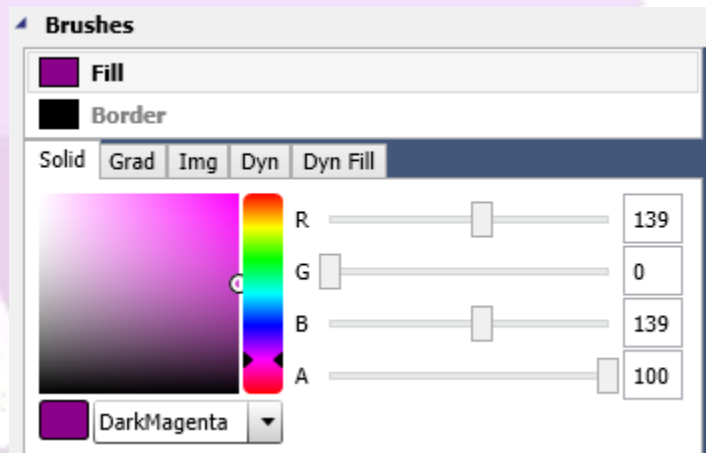 Brushes
Fill
Border
Solid Grad Img Dyn Dyn Fill
R 139
G 0
B 139
A 100
DarkMagenta